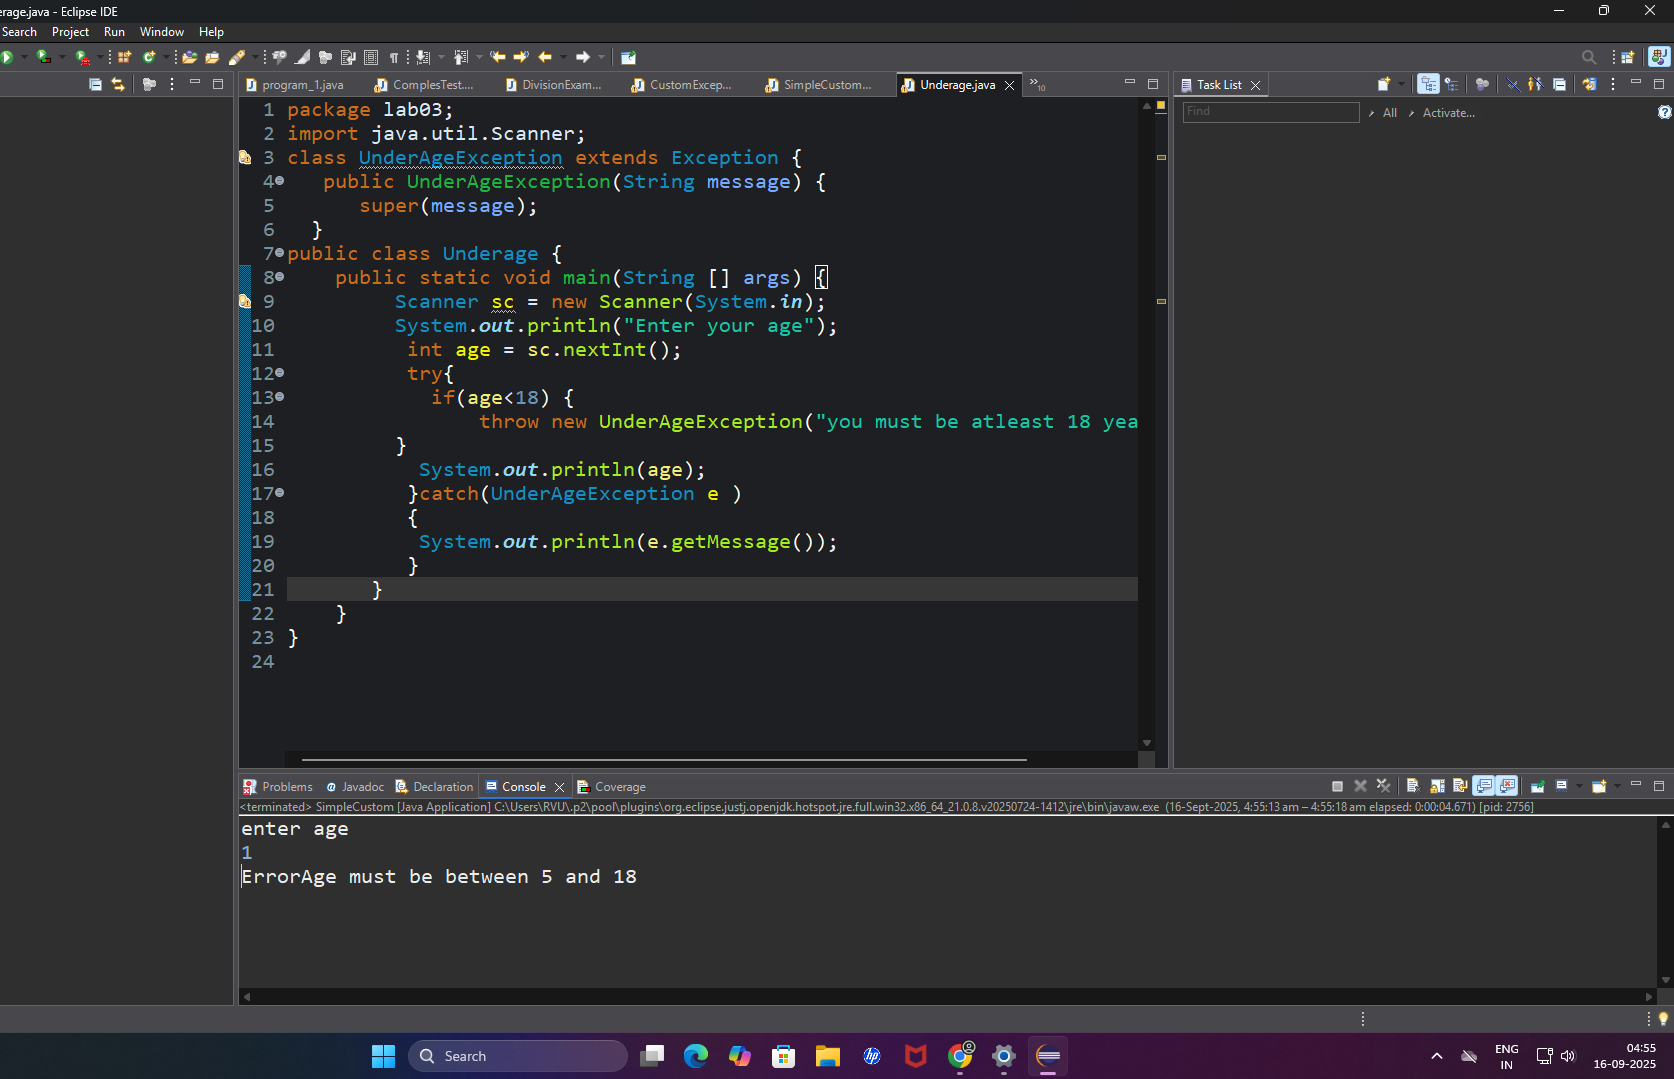 erage.java - Eclipse IDE
Search Project Run Window Help
program_1.java ComplesTest... DivisionExam... CustomExcep... SimpleCustom... Underage.java 10 Task List
Find All Activate...
1 package lab03;
2 import java.util.Scanner;
3 class UnderAgeException extends Exception {
4 public UnderAgeException(String message) {
5 super(message);
6 }
7 public class Underage {
8 public static void main(String [] args) {
9 Scanner sc = new Scanner(System.in);
10 System.out.println("Enter your age");
11 int age = sc.nextInt();
12 try{
13 if(age<18) {
14 throw new UnderAgeException("you must be atleast 18 yea
15 }
16 System.out.println(age);
17 }catch(UnderAgeException e )
18 {
19 System.out.println(e.getMessage());
20 }
21 }
22 }
23 }
24
Problems Javadoc Declaration Console Coverage
<terminated> SimpleCustom [Java Application] C:\Users\RVU\.p2\pool\plugins\org.eclipse.justj.openjdk.hotspot.jre.full.win32.x86_64_21.0.8.v20250724-1412\jre\bin\javaw.exe (16-Sept-2025, 4:55:13 am – 4:55:18 am elapsed: 0:00:04.671) [pid: 2756]
enter age
1
ErrorAge must be between 5 and 18
Search
ENG
IN
04:55
16-09-2025